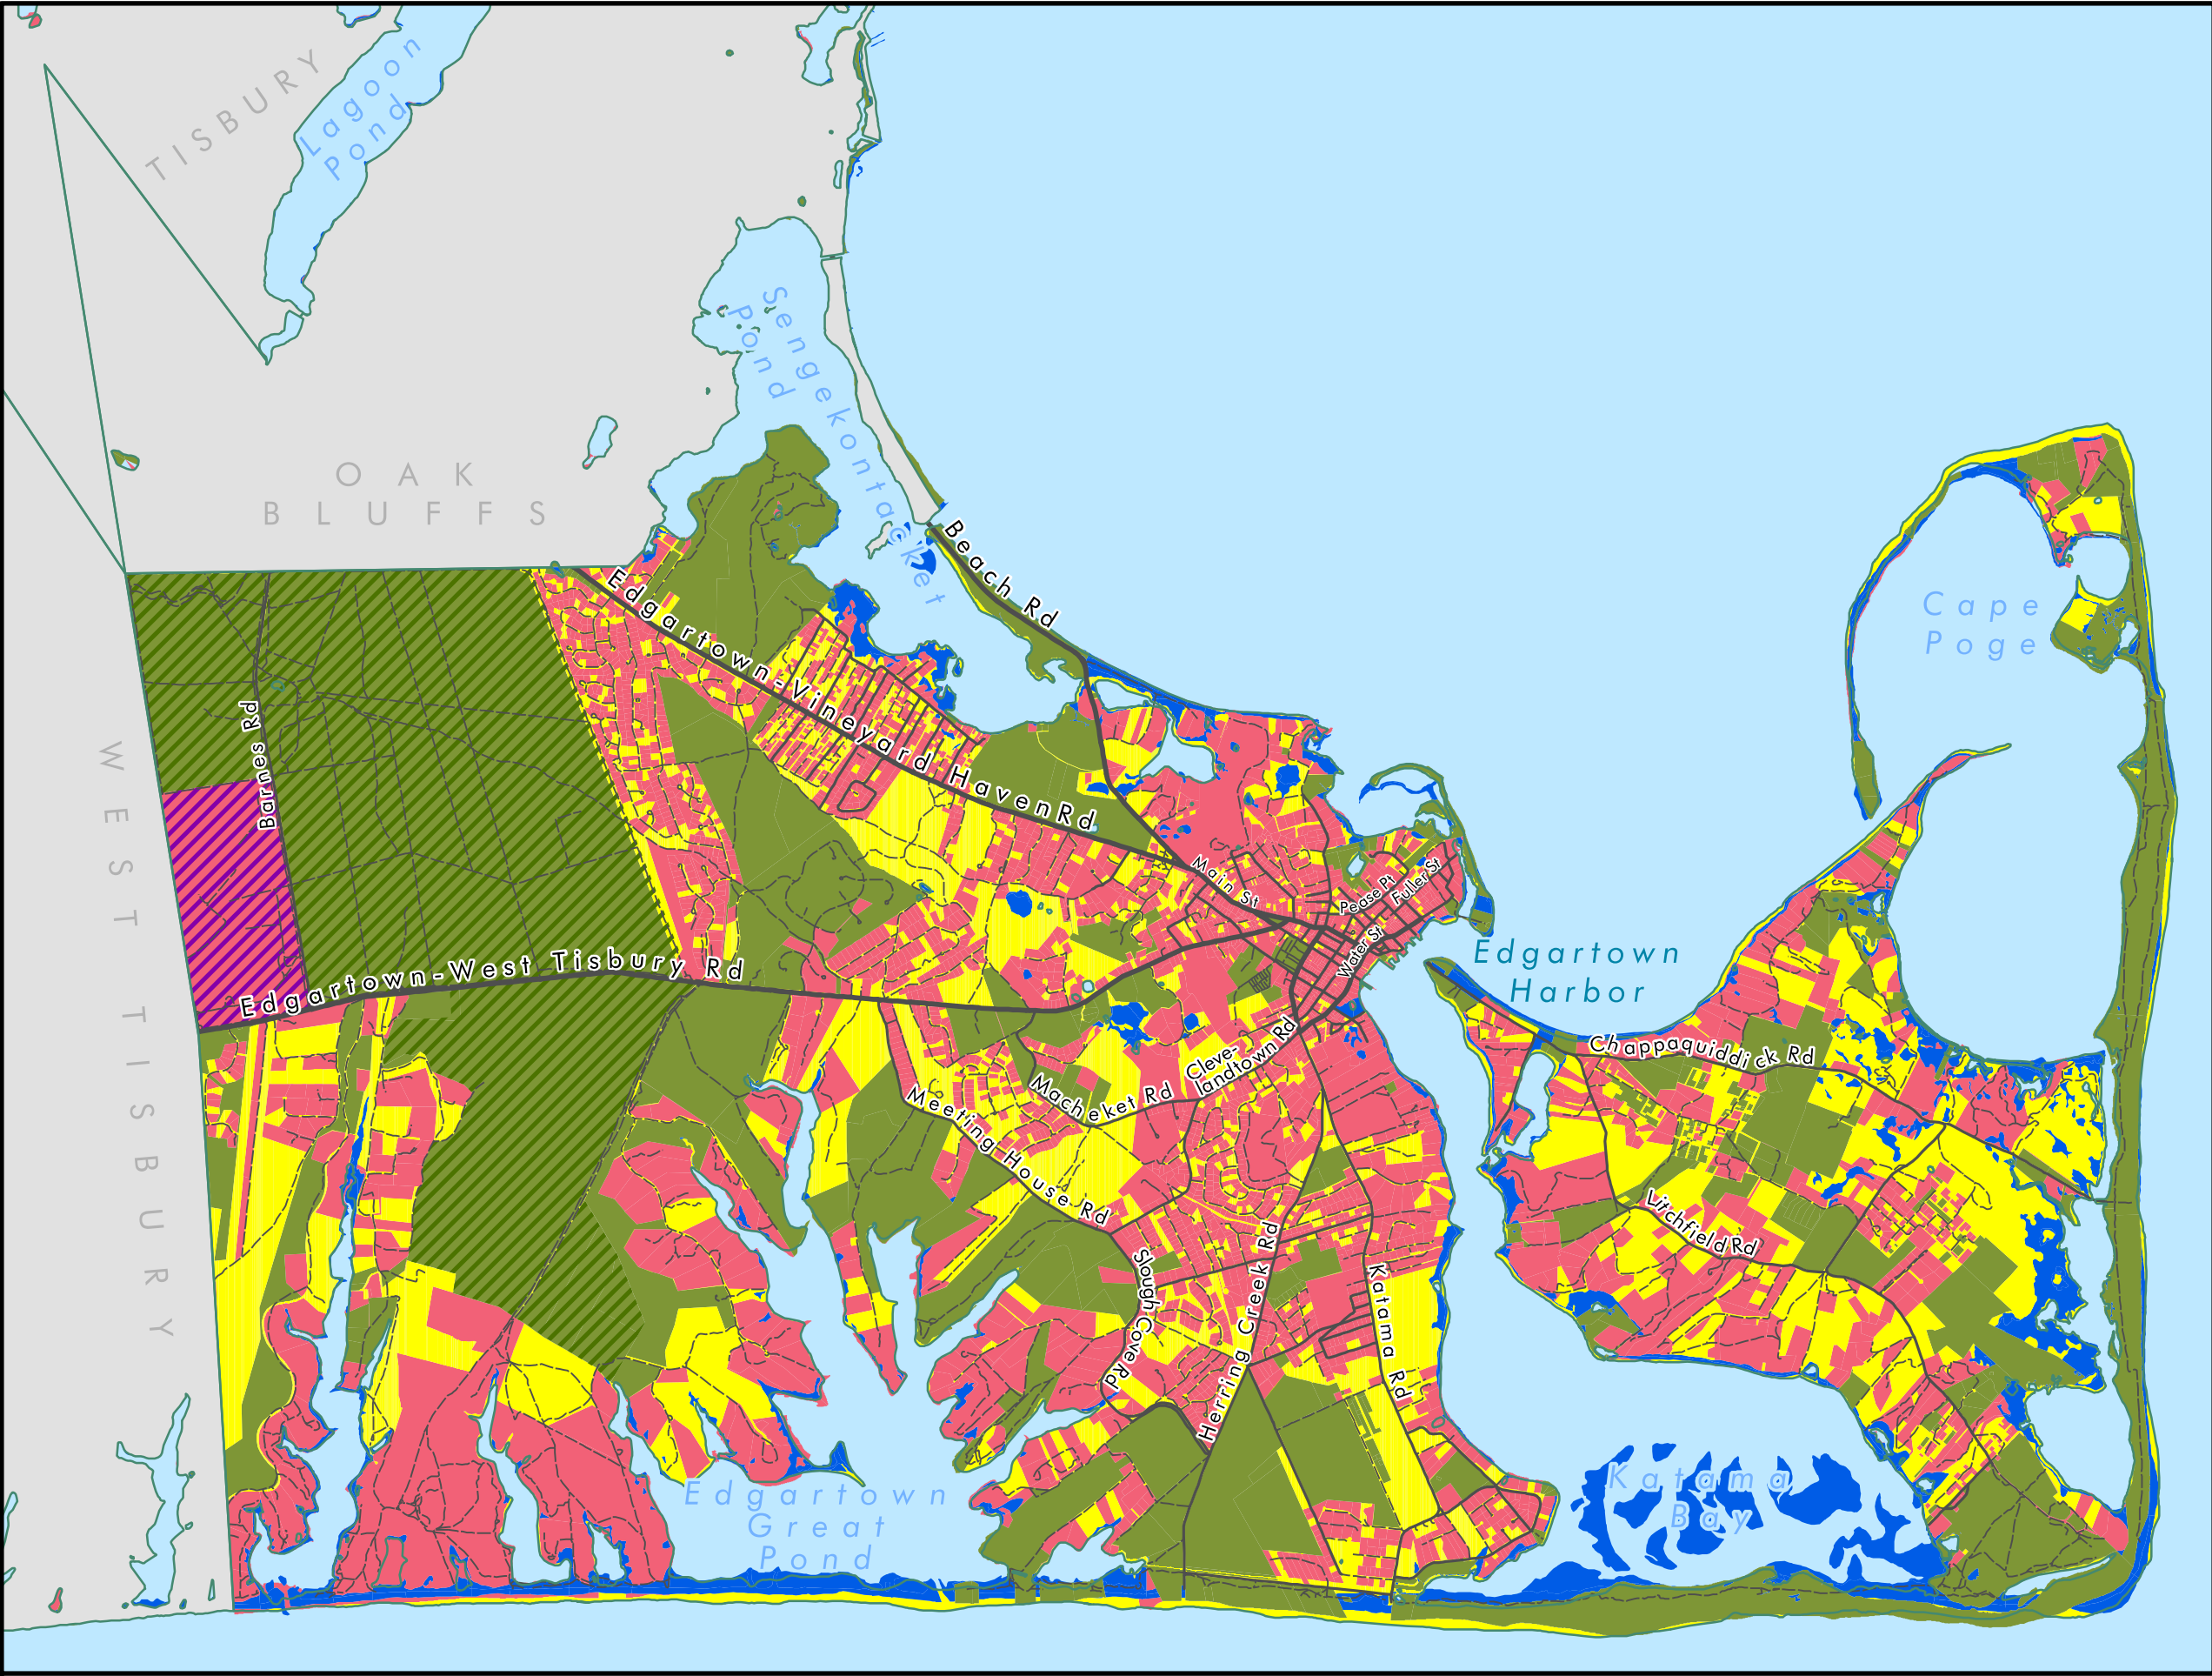 TISBURY
Lagoon
Pond
Sengekontacket
Pond
OAK
BLUFFS
Beach Rd
Edgartown-Vineyard Haven Rd
Cape
Poge
Barnes Rd
WEST TISBURY
Main St
Pease Pt
Fuller St
Water St
Edgartown
Harbor
Edgartown-West Tisbury Rd
Chappaquiddick Rd
Cleve-
landtown Rd
Macheket Rd
Meeting House Rd
Litchfield Rd
Slough Cove Rd
Herring Creek Rd
Katama Rd
Katama
Bay
Edgartown
Great
Pond